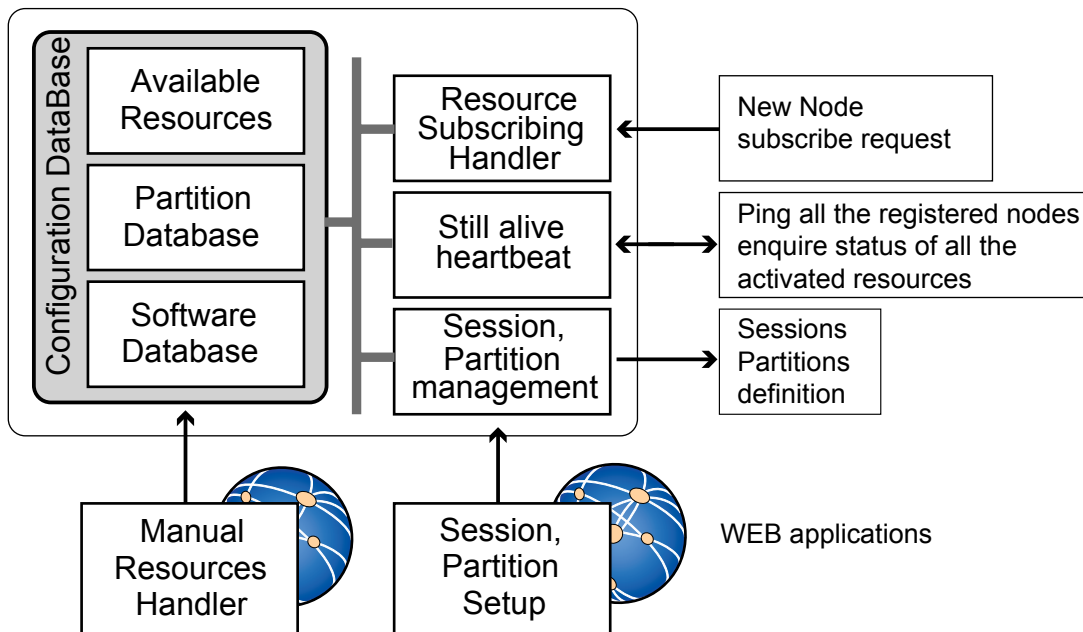 Configuration DataBase
Available
Resources
Partition
Database
Software
Database
Resource
Subscribing
Handler
Still alive
heartbeat
Session,
Partition
management
New Node
subscribe request
Ping all the registered nodes
enquire status of all the
activated resources
Sessions
Partitions
definition
Manual
Resources
Handler
Session,
Partition
Setup
WEB applications